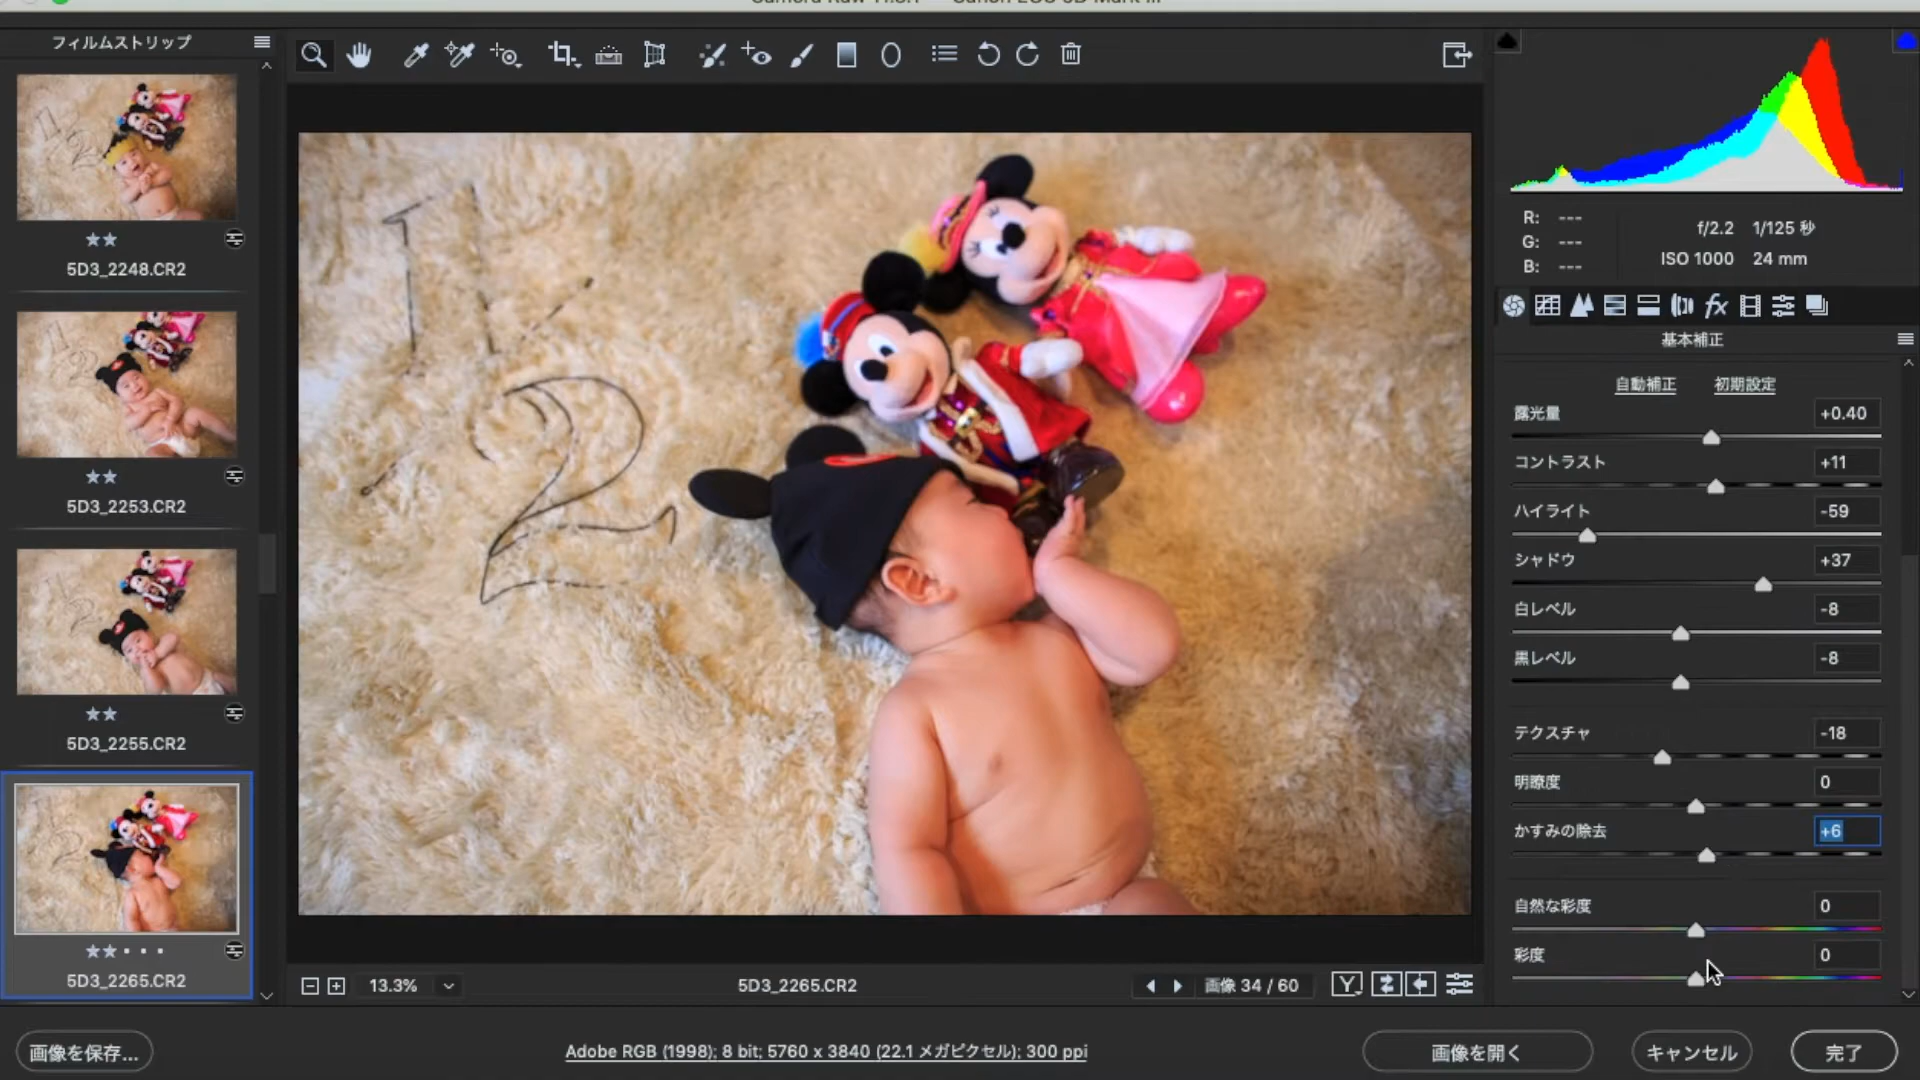 フィルムストリップ
★★
5D3_2248.CR2
★★
5D3_2253.CR2
★★
5D3_2255.CR2
★★・・・
5D3_2265.CR2
1/
2
13.3%
5D3_2265.CR2
画像 34 / 60
Y
R: ---
G: ---
B: ---
f/2.2 1/125 秒
ISO 1000 24 mm
fx
基本補正
自動補正 初期設定
露光量 +0.40
コントラスト +11
ハイライト -59
シャドウ +37
白レベル -8
黒レベル -8
テクスチャ -18
明瞭度 0
かすみの除去 +6
自然な彩度 0
彩度 0
画像を保存...
Adobe RGB (1998); 8 bit; 5760 x 3840 (22.1 メガピクセル); 300 ppi
画像を開く
キャンセル
完了